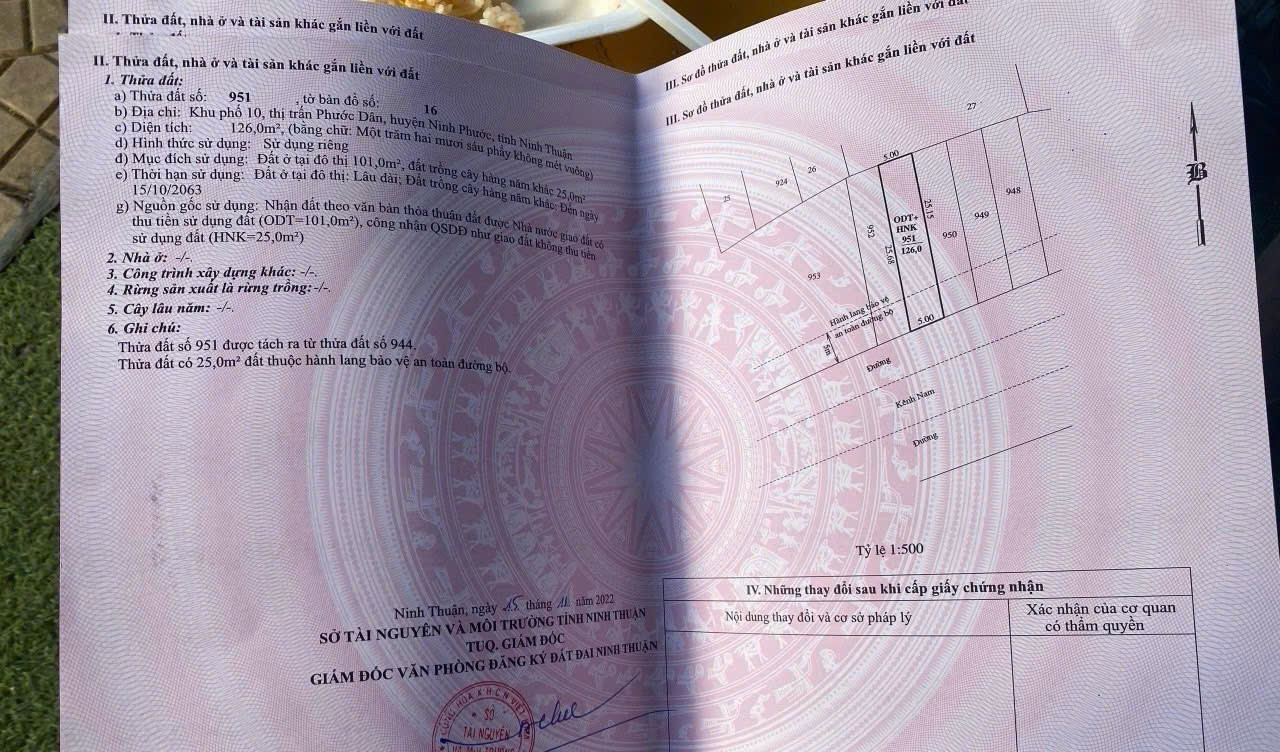 II. Thửa đất, nhà ở và tài sản khác gắn liền với đất
II. Thửa đất, nhà ở và tài sản khác gắn liền với đất
1. Thửa đất:
a) Thửa đất số: 951 , tờ bản đồ số: 16
b) Địa chỉ: Khu phố 10, thị trấn Phước Dân, huyện Ninh Phước, tỉnh Ninh Thuận
c) Diện tích: 126,0m², (bằng chữ: Một trăm hai mươi sáu phẩy không mét vuông)
d) Hình thức sử dụng: Sử dụng riêng
đ) Mục đích sử dụng: Đất ở tại đô thị 101,0m², đất trồng cây hàng năm khác 25,0m²
e) Thời hạn sử dụng: Đất ở tại đô thị: Lâu dài; Đất trồng cây hàng năm khác: Đến ngày
15/10/2063
g) Nguồn gốc sử dụng: Nhận đất theo văn bản thỏa thuận đất được Nhà nước giao đất có
thu tiền sử dụng đất (ODT=101,0m²), công nhận QSDĐ như giao đất không thu tiền
sử dụng đất (HNK=25,0m²)
2. Nhà ở: -/-.
3. Công trình xây dựng khác: -/-.
4. Rừng sản xuất là rừng trồng: -/-.
5. Cây lâu năm: -/-.
6. Ghi chú:
Thửa đất số 951 được tách ra từ thửa đất số 944.
Thửa đất có 25,0m² đất thuộc hành lang bảo vệ an toàn đường bộ.
Ninh Thuận, ngày 15 tháng 11 năm 2022
SỞ TÀI NGUYÊN VÀ MÔI TRƯỜNG TỈNH NINH THUẬN
TUQ. GIÁM ĐỐC
GIÁM ĐỐC VĂN PHÒNG ĐĂNG KÝ ĐẤT ĐAI NINH THUẬN
CỘNG HÒA X.H.C.N VIỆT
SỞ
TÀI NGUYÊN
III. Sơ đồ thửa đất, nhà ở và tài sản khác gắn liền với đất
III. Sơ đồ thửa đất, nhà ở và tài sản khác gắn liền với đất
27
B
5.00
26
924
25
948
25.15
949
950
ODT+
HNK
951
126,0
952
25.68
953
Hành lang bảo vệ
an toàn đường bộ
5m
5.00
Đường
Kênh Nam
Đường
Tỷ lệ 1:500
IV. Những thay đổi sau khi cấp giấy chứng nhận
Nội dung thay đổi và cơ sở pháp lý
Xác nhận của cơ quan
có thẩm quyền